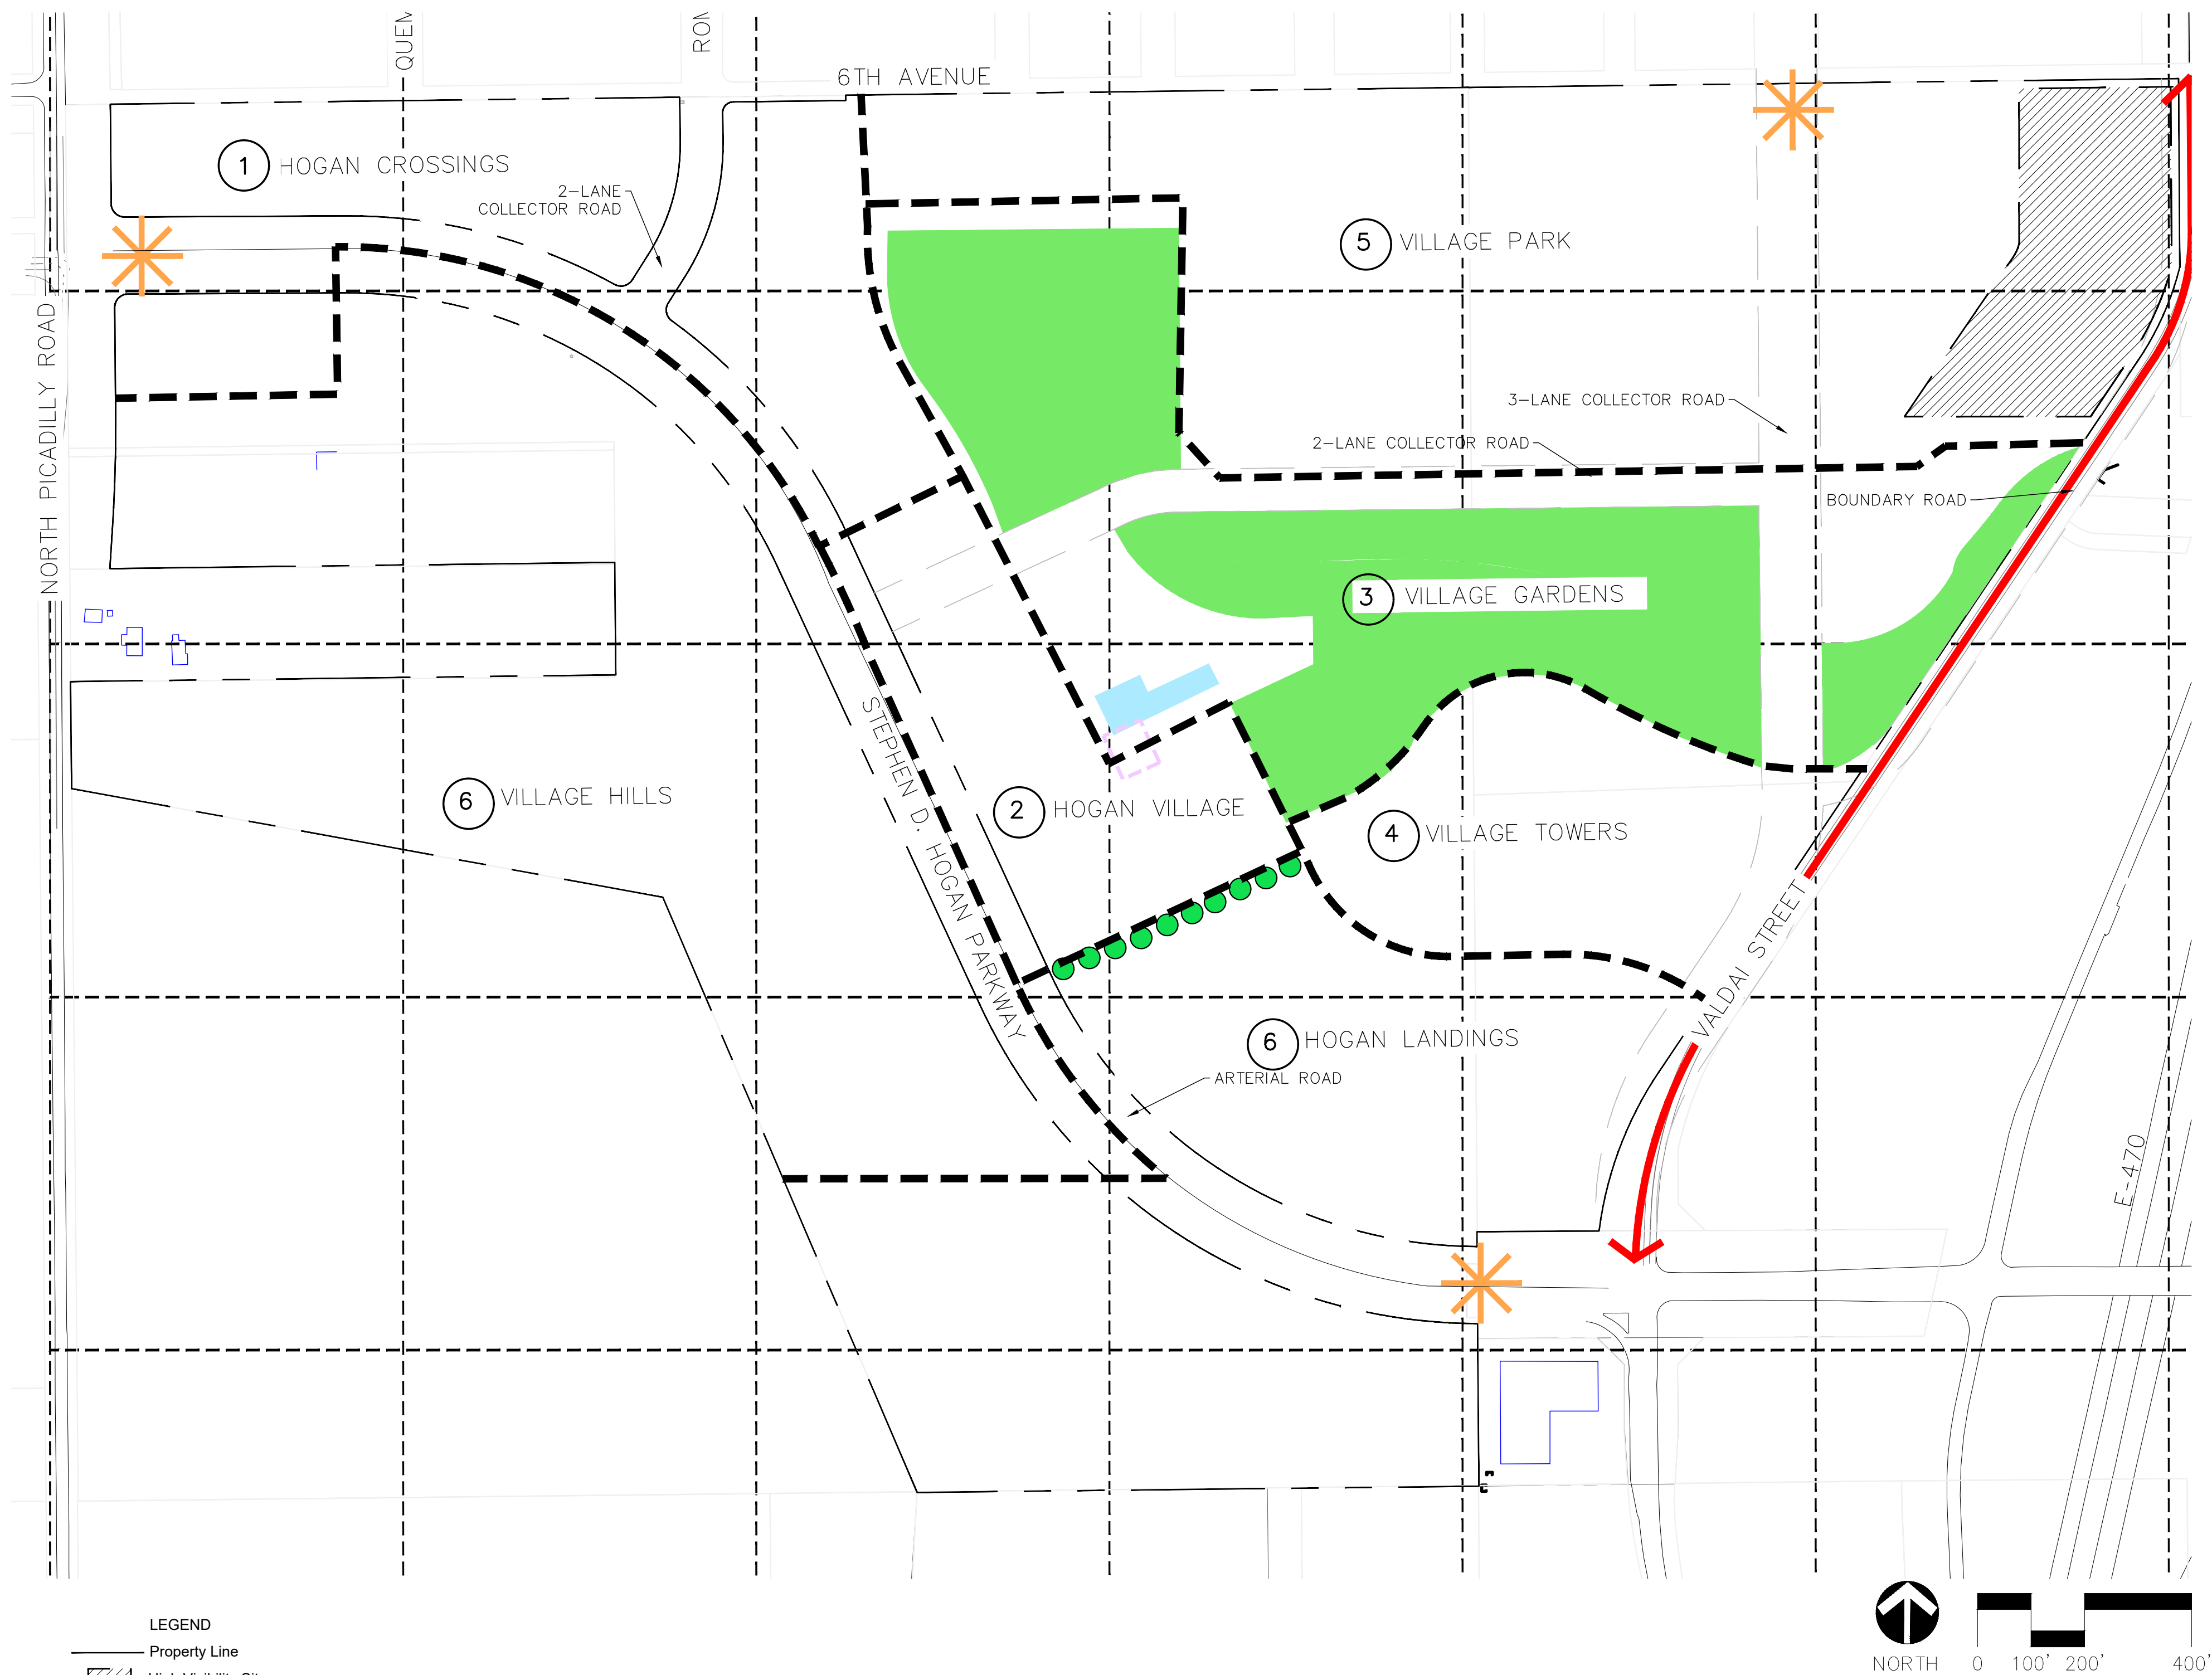 6TH AVENUE
1 HOGAN CROSSINGS
2-LANE
COLLECTOR ROAD
5 VILLAGE PARK
NORTH PICADILLY ROAD
3-LANE COLLECTOR ROAD
2-LANE COLLECTOR ROAD
BOUNDARY ROAD
3 VILLAGE GARDENS
STEPHEN D. HOGAN PARKWAY
6 VILLAGE HILLS
2 HOGAN VILLAGE
4 VILLAGE TOWERS
VALDAI STREET
6 HOGAN LANDINGS
ARTERIAL ROAD
E-470
LEGEND
Property Line
NORTH 0 100' 200' 400'